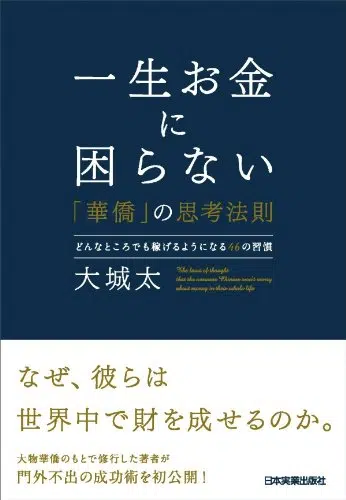 一生お金
に
困らない
「華僑」の思考法則
どんなところでも稼げるようになる46の習慣
大城太
The laws of thought
that the overseas Chinese won't worry
about money in their whole life
なぜ、彼らは
世界中で財を成せるのか。
大物華僑のもとで修行した著者が
門外不出の成功術を初公開！
日本実業出版社